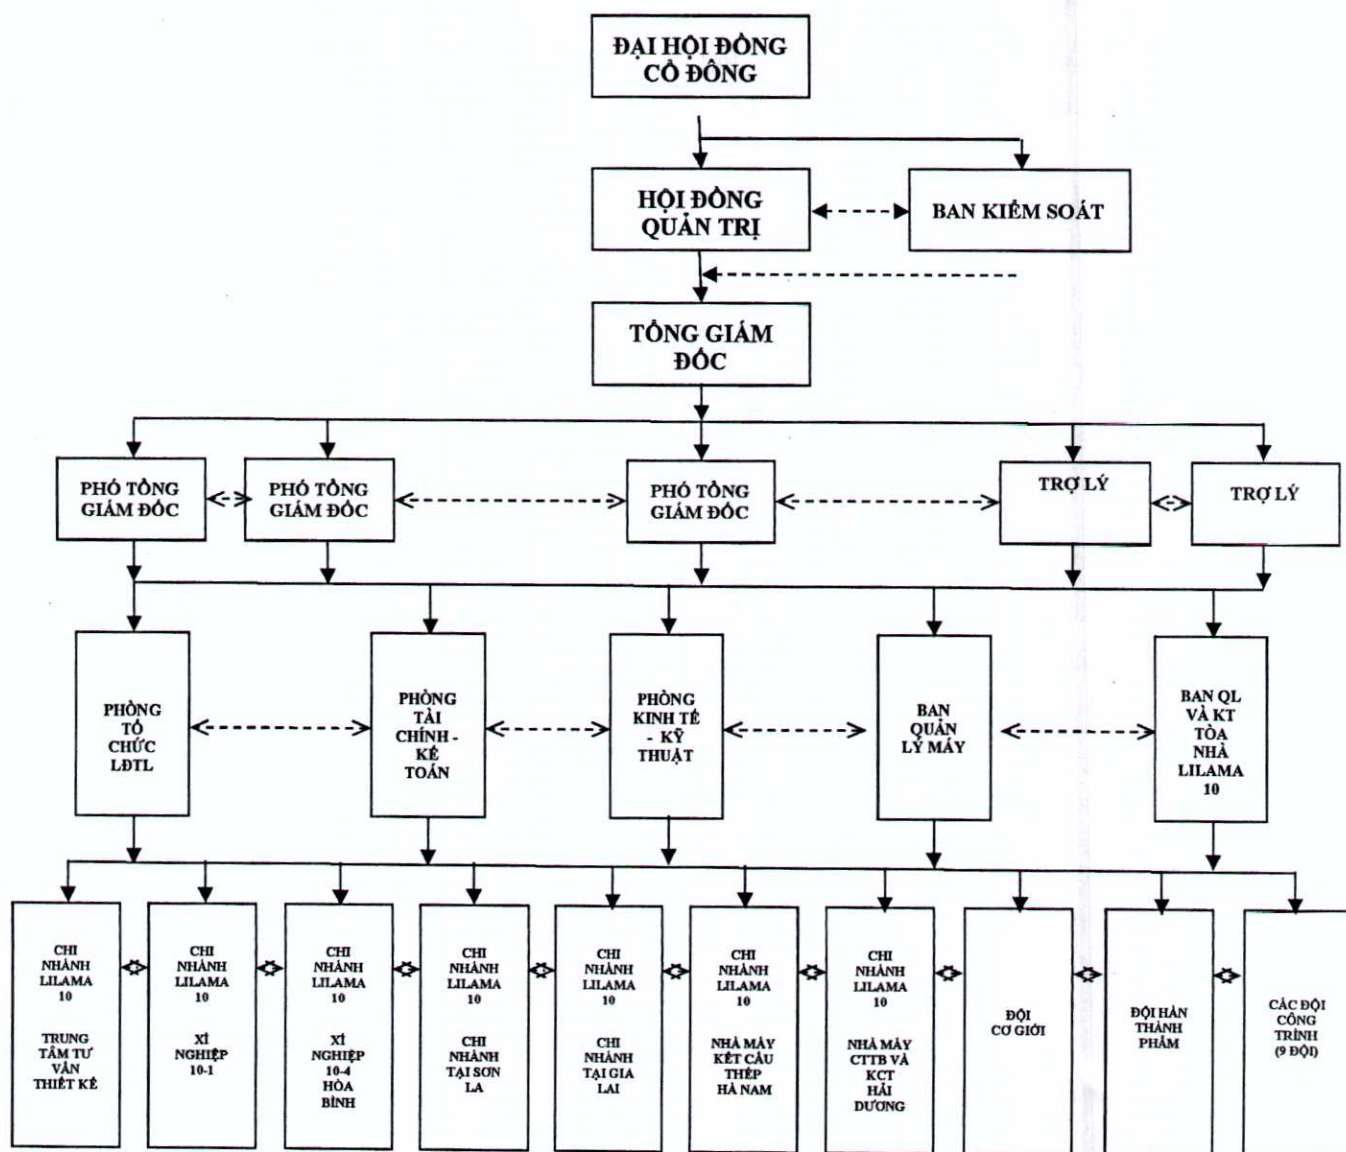 ĐẠI HỘI ĐỒNG
CỔ ĐÔNG
HỘI ĐỒNG
QUẢN TRỊ
BAN KIỂM SOÁT
TỔNG GIÁM
ĐỐC
PHÓ TỔNG
GIÁM ĐỐC
PHÓ TỔNG
GIÁM ĐỐC
PHÓ TỔNG
GIÁM ĐỐC
TRỢ LÝ
TRỢ LÝ
PHÒNG
TỔ
CHỨC
LĐTL
PHÒNG
TÀI
CHÍNH -
KẾ
TOÁN
PHÒNG
KINH TẾ
- KỸ
THUẬT
BAN
QUẢN
LÝ MÁY
BAN QL
VÀ KT
TÒA
NHÀ
LILAMA
10
CHI
NHÁNH
LILAMA
10
TRUNG
TÂM TƯ
VẤN
THIẾT KẾ
CHI
NHÁNH
LILAMA
10
XÍ
NGHIỆP
10-1
CHI
NHÁNH
LILAMA
10
XÍ
NGHIỆP
10-4
HÒA
BÌNH
CHI
NHÁNH
LILAMA
10
CHI
NHÁNH
TẠI SƠN
LA
CHI
NHÁNH
LILAMA
10
CHI
NHÁNH
TẠI GIA
LAI
CHI
NHÁNH
LILAMA
10
NHÀ MÁY
KẾT CẤU
THÉP
HÀ NAM
CHI
NHÁNH
LILAMA
10
NHÀ MÁY
CTTB VÀ
KCT
HẢI
DƯƠNG
ĐỘI
CƠ GIỚI
ĐỘI HÀN
THÀNH
PHẨM
CÁC ĐỘI
CÔNG
TRÌNH
(9 ĐỘI)